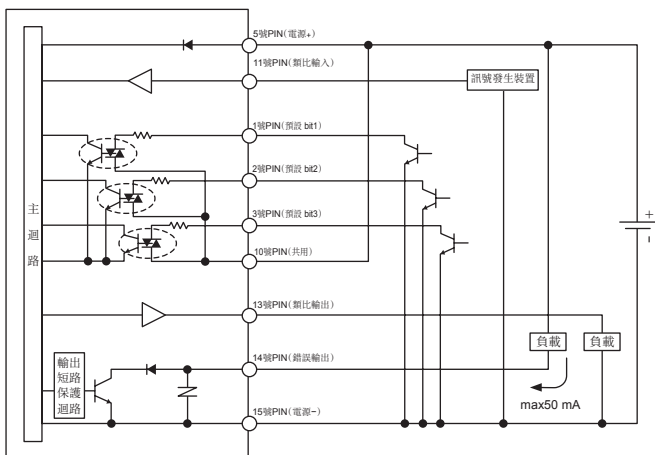 5號PIN(電源+)
11號PIN(類比輸入)
訊號發生裝置
1號PIN(預設 bit1)
2號PIN(預設 bit2)
3號PIN(預設 bit3)
主
迴
路
+
-
10號PIN(共用)
13號PIN(類比輸出)
負載
負載
14號PIN(錯誤輸出)
輸出
短路
保護
迴路
max50 mA
15號PIN(電源−)